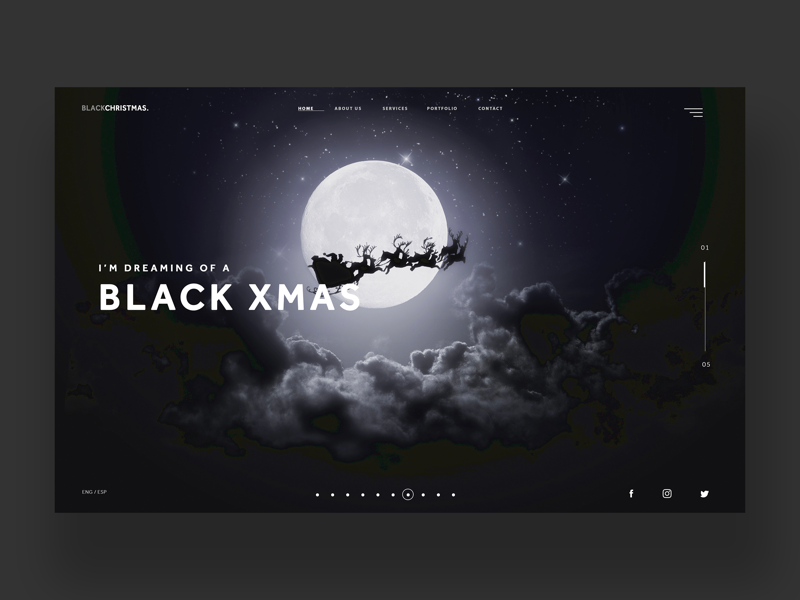 BLACKCHRISTMAS.
HOME ABOUT US SERVICES PORTFOLIO CONTACT
01
I'M DREAMING OF A
BLACK XMAS
05
ENG / ESP